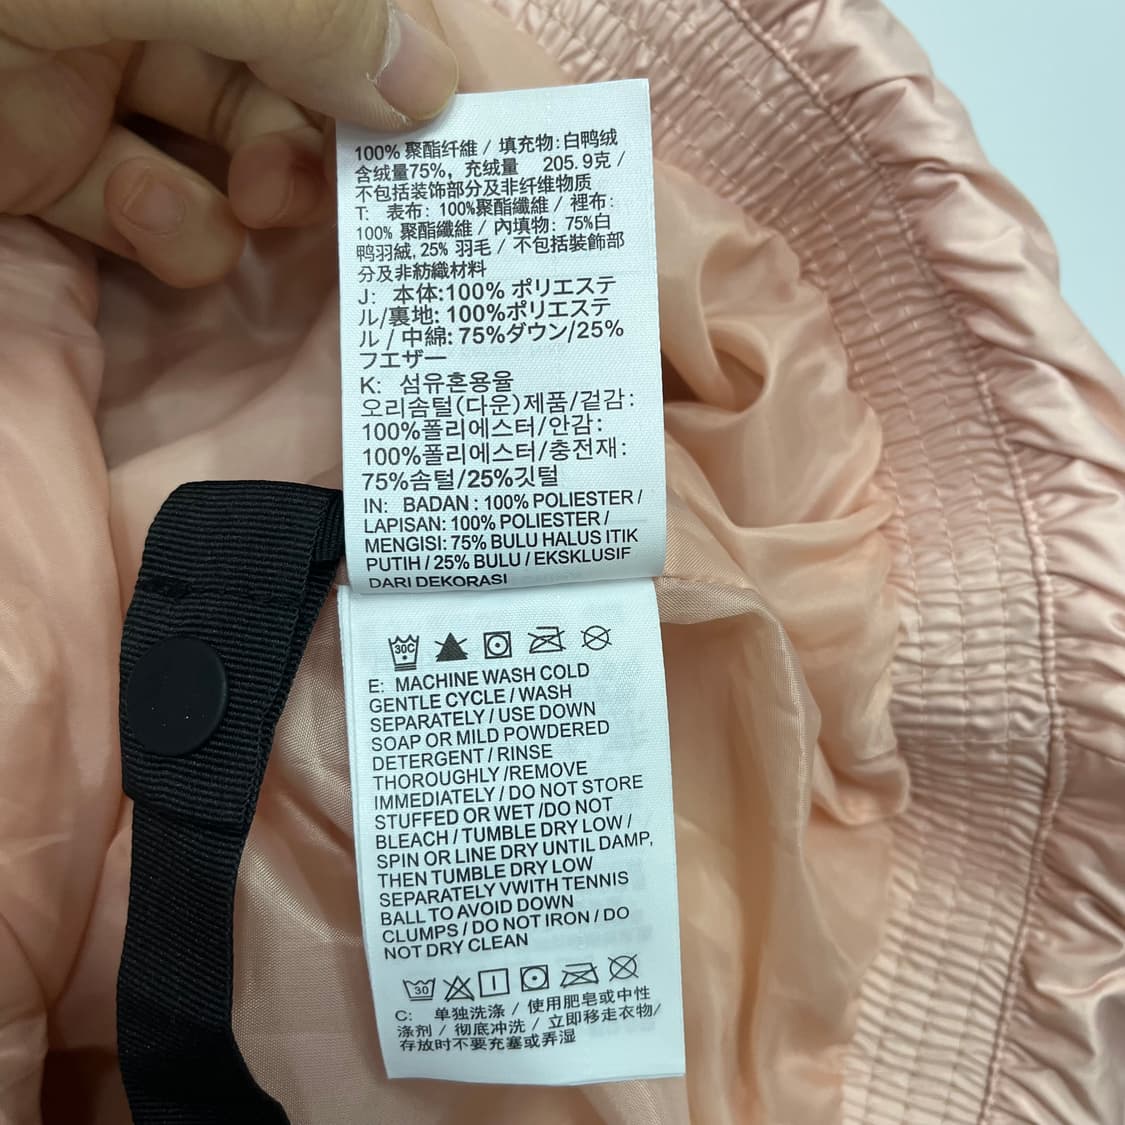 100% 聚酯纤維 / 填充物:白鸭绒
含绒量75%, 充绒量 205.9克 /
不包括装饰部分及非纤维物质
T: 表布: 100%聚酯纖維 / 裡布:
100% 聚酯纖維 / 內填物: 75%白
鸭羽絨, 25% 羽毛 / 不包括裝飾部
分及非紡織材料
J: 本体:100% ポリエステ
ル/裏地: 100%ポリエステ
ル / 中綿: 75%ダウン/25%
フエザー
K: 섬유혼용율
오리솜털(다운)제품/겉감:
100%폴리에스터/안감:
100%폴리에스터/충전재:
75%솜털/25%깃털
IN: BADAN : 100% POLIESTER /
LAPISAN: 100% POLIESTER /
MENGISI: 75% BULU HALUS ITIK
PUTIH / 25% BULU / EKSKLUSIF
DARI DEKORASI
30C
E: MACHINE WASH COLD
GENTLE CYCLE / WASH
SEPARATELY / USE DOWN
SOAP OR MILD POWDERED
DETERGENT / RINSE
THOROUGHLY /REMOVE
IMMEDIATELY / DO NOT STORE
STUFFED OR WET /DO NOT
BLEACH / TUMBLE DRY LOW /
SPIN OR LINE DRY UNTIL DAMP,
THEN TUMBLE DRY LOW
SEPARATELY VWITH TENNIS
BALL TO AVOID DOWN
CLUMPS / DO NOT IRON / DO
NOT DRY CLEAN
30
C: 单独洗涤 / 使用肥皂或中性
涤剂 / 彻底冲洗 / 立即移走衣物/
存放时不要充塞或弄湿